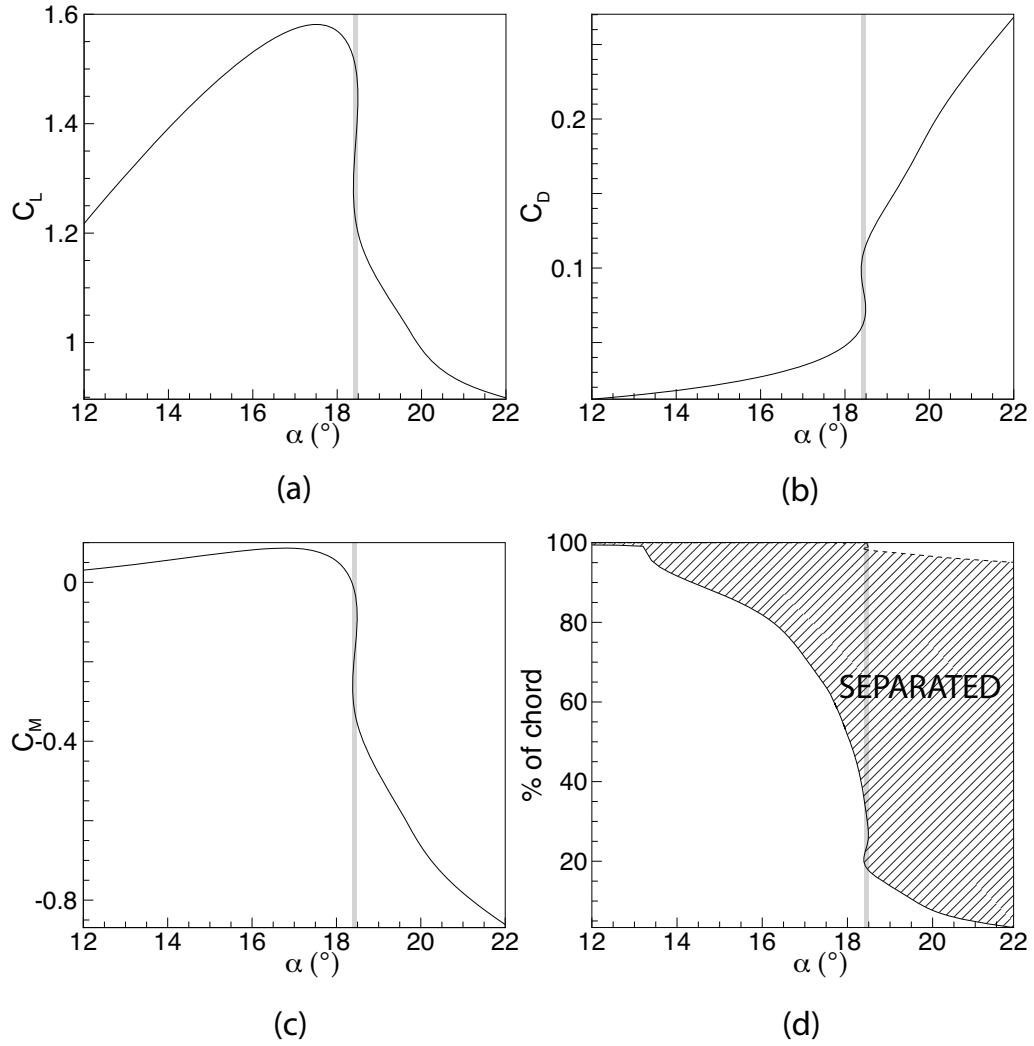 1.6
1.4
1.2
1
C_L
12 14 16 18 20 22
α (°)
(a)
0.2
0.1
C_D
12 14 16 18 20 22
α (°)
(b)
0
-0.4
-0.8
C_M
12 14 16 18 20 22
α (°)
(c)
100
80
60
40
20
% of chord
SEPARATED
12 14 16 18 20 22
α (°)
(d)